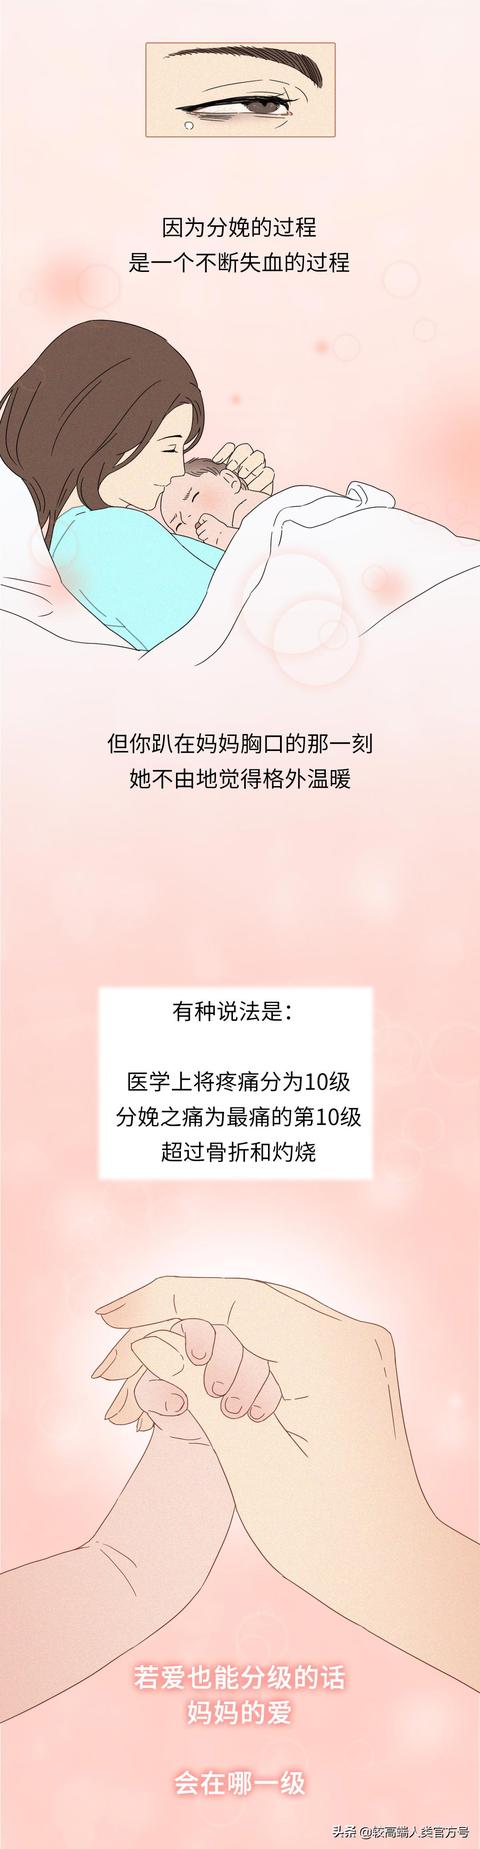 因为分娩的过程
是一个不断失血的过程
但你趴在妈妈胸口的那一刻
她不由地觉得格外温暖
有种说法是：
医学上将疼痛分为10级
分娩之痛为最痛的第10级
超过骨折和灼烧
若爱也能分级的话
妈妈的爱
会在哪一级
头条 @较高端人类官方号